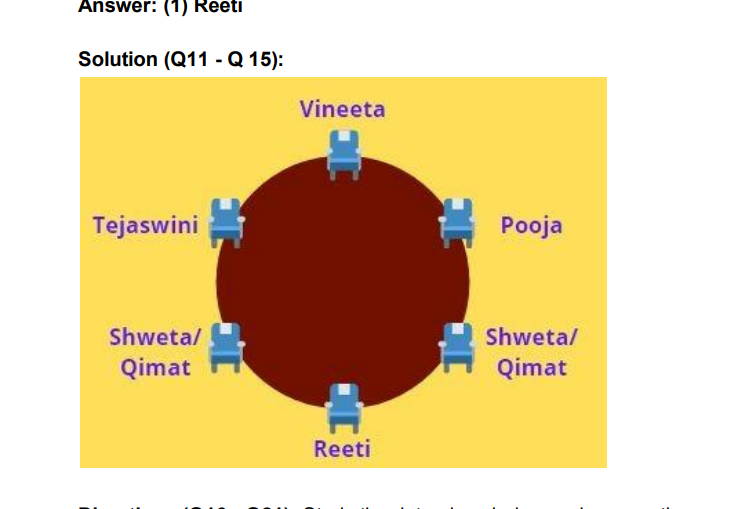 Answer: (1) Reeti
Solution (Q11 - Q 15):
Vineeta
Tejaswini
Pooja
Shweta/
Qimat
Shweta/
Qimat
Reeti